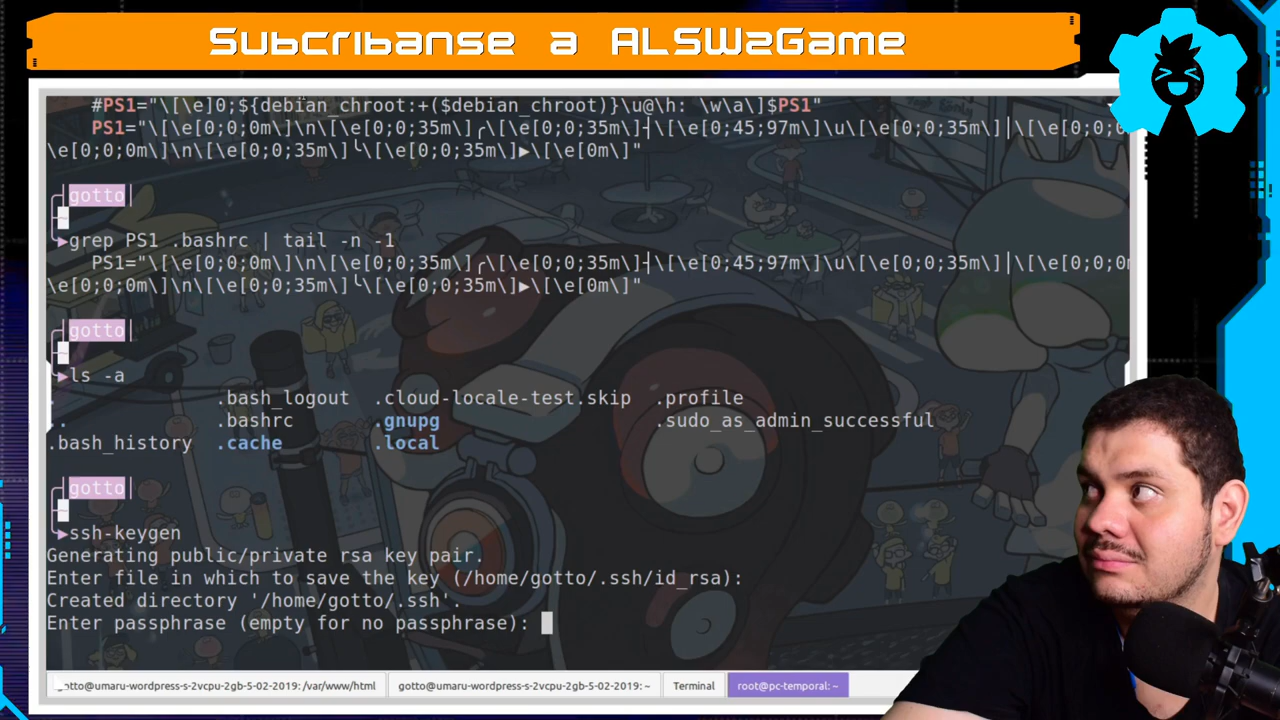 Subcribanse a ALSW2Game
#PS1="\[\e]0;${debian_chroot:+($debian_chroot)}\u@\h: \w\a\]$PS1"
PS1="\[\e[0;0;0m\]\n\[\e[0;0;35m\]╭\[\e[0;0;35m\]┤\[\e[0;45;97m\]\u\[\e[0;0;35m\]│\[\e[0;0;0
\e[0;0;0m\]\n\[\e[0;0;35m\]╰\[\e[0;0;35m\]▶\[\e[0m\]"
gotto
~
▶grep PS1 .bashrc | tail -n -1
PS1="\[\e[0;0;0m\]\n\[\e[0;0;35m\]╭\[\e[0;0;35m\]┤\[\e[0;45;97m\]\u\[\e[0;0;35m\]│\[\e[0;0;0m
\e[0;0;0m\]\n\[\e[0;0;35m\]╰\[\e[0;0;35m\]▶\[\e[0m\]"
gotto
~
▶ls -a
. .bash_logout .cloud-locale-test.skip .profile
.. .bashrc .gnupg .sudo_as_admin_successful
.bash_history .cache .local
gotto
~
▶ssh-keygen
Generating public/private rsa key pair.
Enter file in which to save the key (/home/gotto/.ssh/id_rsa):
Created directory '/home/gotto/.ssh'.
Enter passphrase (empty for no passphrase):
gotto@umaru-wordpress-s-2vcpu-2gb-5-02-2019: /var/www/html gotto@umaru-wordpress-s-2vcpu-2gb-5-02-2019: ~ Terminal root@pc-temporal: ~